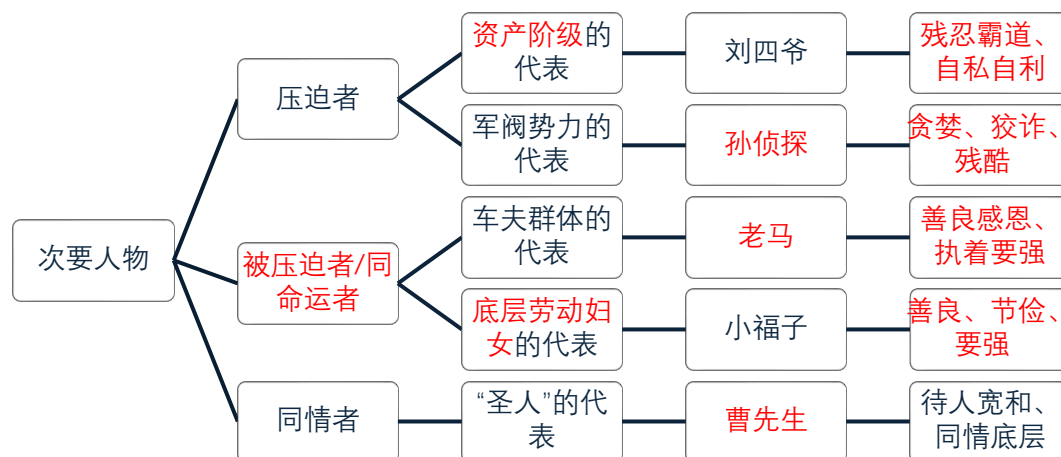 次要人物
压迫者
资产阶级的
代表
刘四爷
残忍霸道、
自私自利
军阀势力的
代表
孙侦探
贪婪、狡诈、
残酷
被压迫者/同
命运者
车夫群体的
代表
老马
善良感恩、
执着要强
底层劳动妇
女的代表
小福子
善良、节俭、
要强
同情者
“圣人”的代
表
曹先生
待人宽和、
同情底层